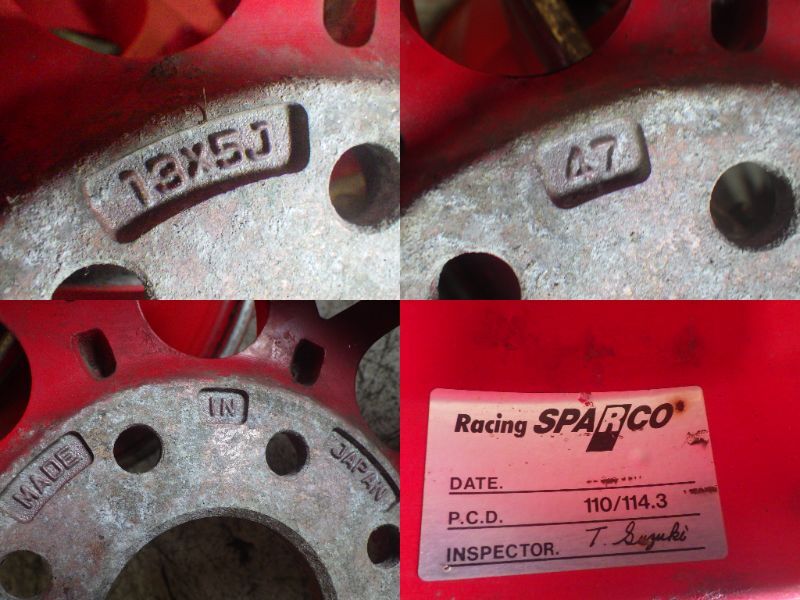 13X5J
47
MADE IN JAPAN
Racing SPARCO
DATE.
P.C.D. 110/114.3
INSPECTOR. T. Suzuki